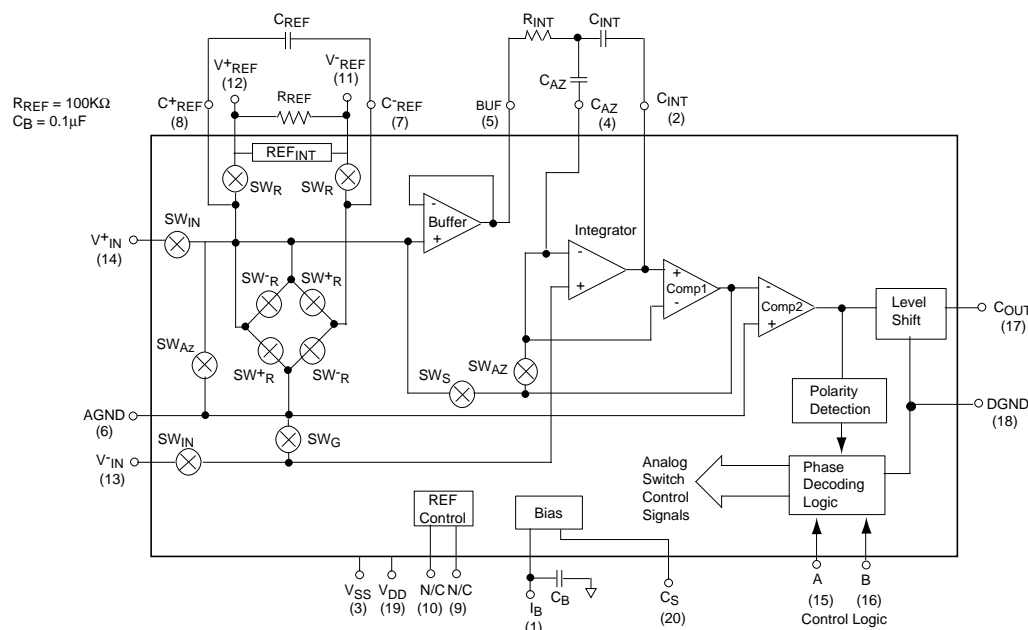 CREF
RINT
CINT
V+REF
(12)
V-REF
(11)
CAZ
RREF = 100KΩ
CB = 0.1µF
C+REF
(8)
RREF
C-REF
(7)
BUF
(5)
CAZ
(4)
CINT
(2)
REFINT
SWR
SWR
SWIN
V+IN
(14)
-
+
Buffer
Integrator
-
+
+
-
Comp1
-
+
Comp2
Level
Shift
COUT
(17)
SW-R
SW+R
SWAz
SW+R
SW-R
SWAZ
SWS
Polarity
Detection
DGND
(18)
AGND
(6)
SWIN
SWG
V-IN
(13)
Analog
Switch
Control
Signals
Phase
Decoding
Logic
REF
Control
Bias
VSS
(3)
VDD
(19)
N/C
(10)
N/C
(9)
IB
(1)
CB
CS
(20)
A
(15)
B
(16)
Control Logic